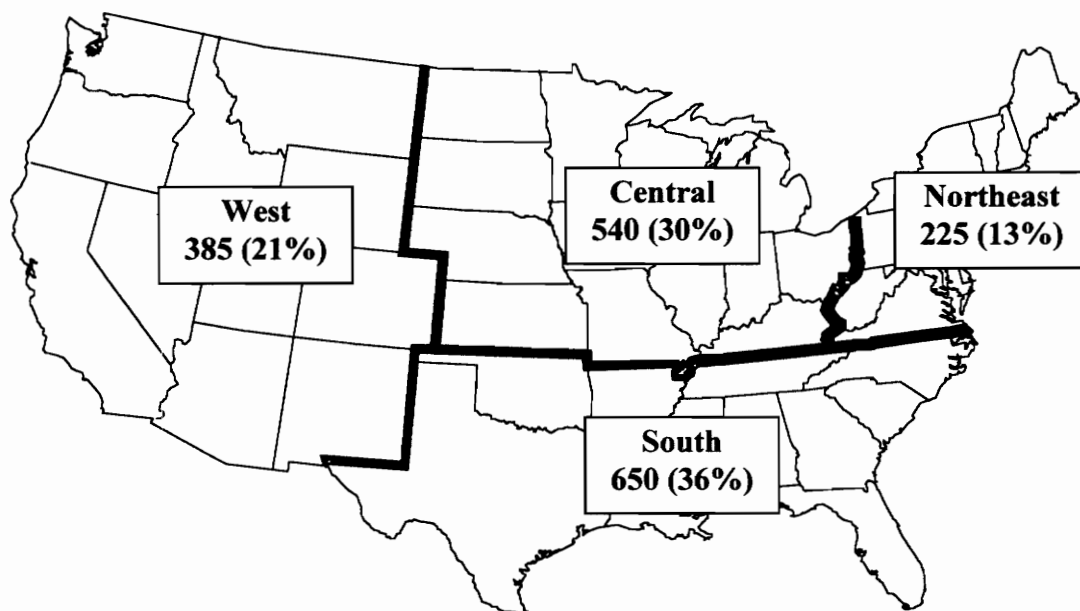 West
385 (21%)
Central
540 (30%)
Northeast
225 (13%)
South
650 (36%)